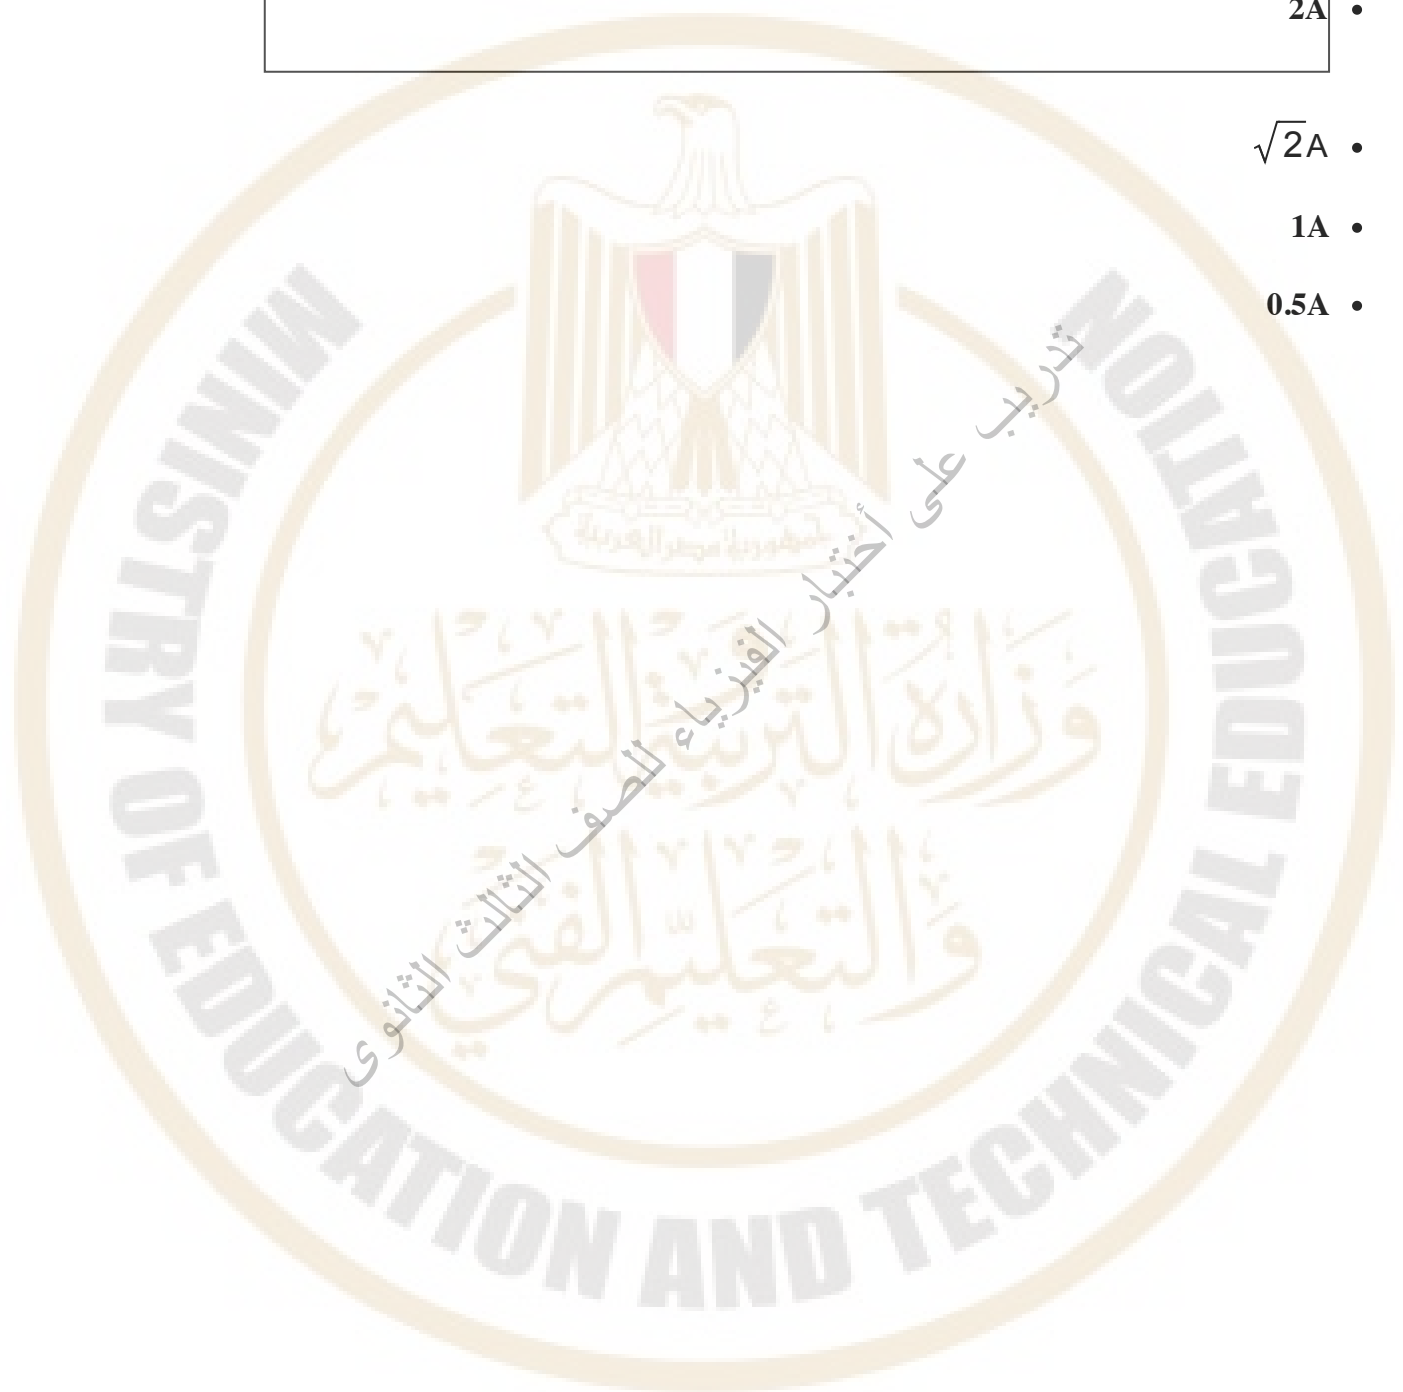 2A •
√2A •
1A •
0.5A •
تدريب على أختبار الفيزياء للصف الثالث الثانوى
جمهورية مصر العربية
وزارة التربية والتعليم
والتعليم الفني
MINISTRY OF EDUCATION AND TECHNICAL EDUCATION